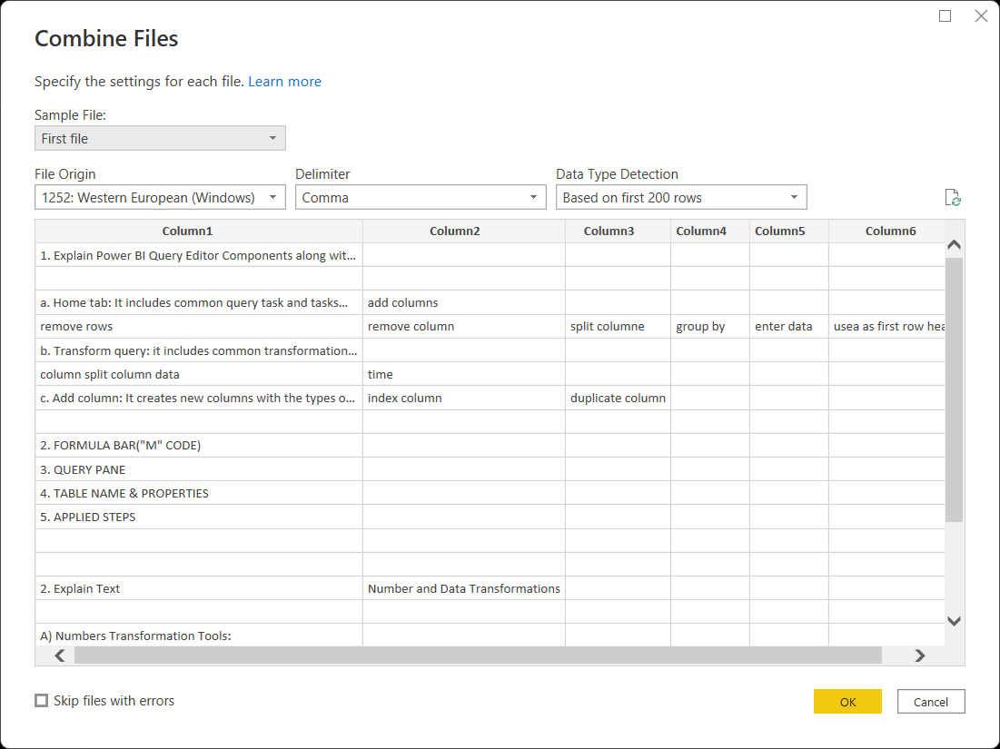 Combine Files
Specify the settings for each file. Learn more
Sample File:
First file
File Origin Delimiter Data Type Detection
1252: Western European (Windows) Comma Based on first 200 rows
Column1 Column2 Column3 Column4 Column5 Column6
1. Explain Power BI Query Editor Components along wit...
a. Home tab: It includes common query task and tasks... add columns
remove rows remove column split columne group by enter data usea as first row hea
b. Transform query: it includes common transformation...
column split column data time
c. Add column: It creates new columns with the types o... index column duplicate column
2. FORMULA BAR("M" CODE)
3. QUERY PANE
4. TABLE NAME & PROPERTIES
5. APPLIED STEPS
2. Explain Text Number and Data Transformations
A) Numbers Transformation Tools:
Skip files with errors OK Cancel